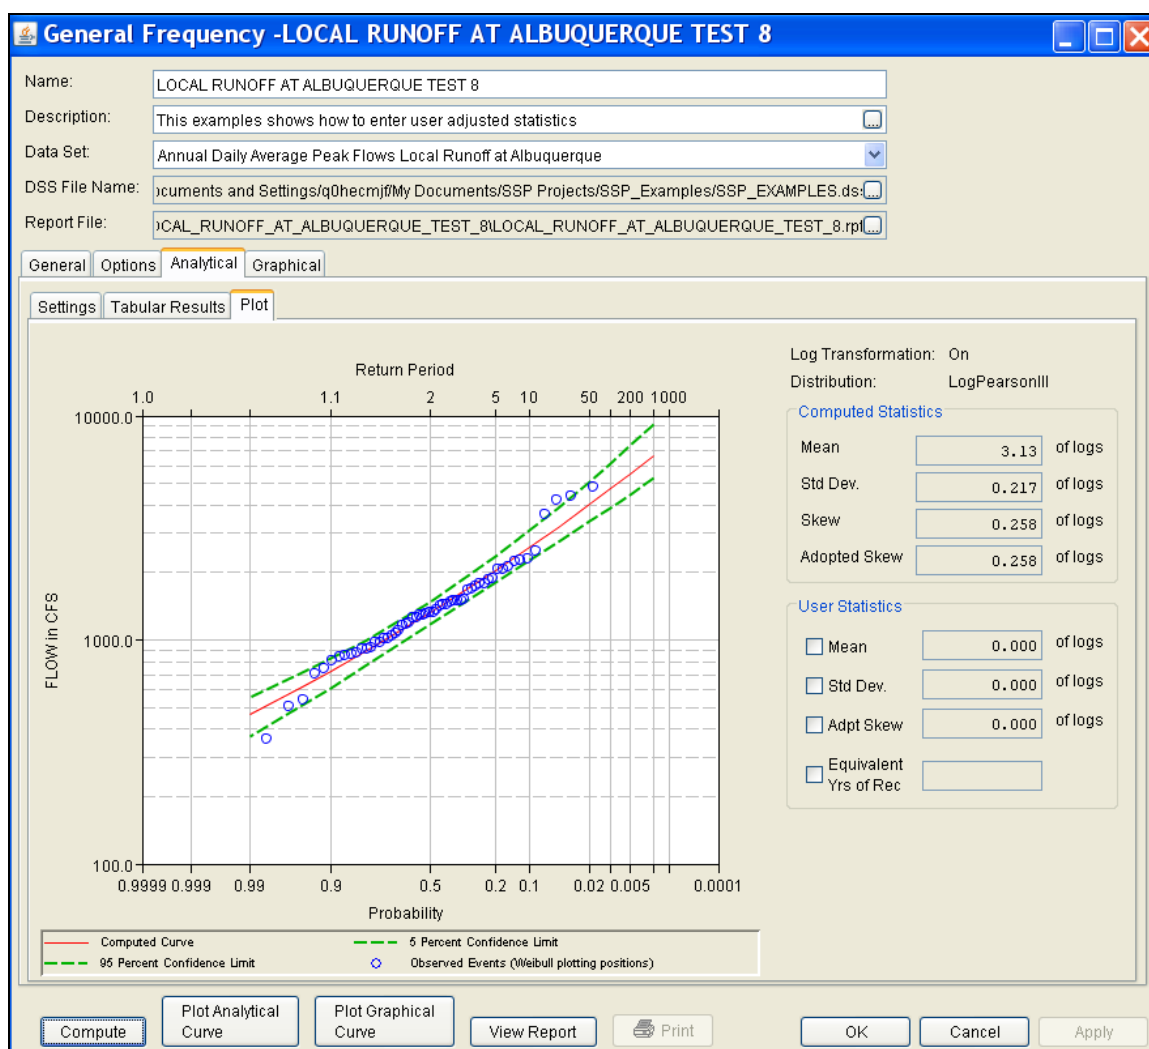 General Frequency -LOCAL RUNOFF AT ALBUQUERQUE TEST 8
Name: LOCAL RUNOFF AT ALBUQUERQUE TEST 8
Description: This examples shows how to enter user adjusted statistics ...
Data Set: Annual Daily Average Peak Flows Local Runoff at Albuquerque
DSS File Name: ocuments and Settings/q0hecmjf/My Documents/SSP Projects/SSP_Examples/SSP_EXAMPLES.dss ...
Report File: OCAL_RUNOFF_AT_ALBUQUERQUE_TEST_8\LOCAL_RUNOFF_AT_ALBUQUERQUE_TEST_8.rpt ...
General Options Analytical Graphical
Settings Tabular Results Plot
Return Period
1.0 1.1 2 5 10 50 200 1000
10000.0
1000.0
100.0
FLOW in CFS
0.9999 0.999 0.99 0.9 0.5 0.2 0.1 0.02 0.005 0.0001
Probability
Computed Curve 5 Percent Confidence Limit
95 Percent Confidence Limit Observed Events (Weibull plotting positions)
Log Transformation: On
Distribution: LogPearsonIII
Computed Statistics
Mean 3.13 of logs
Std Dev. 0.217 of logs
Skew 0.258 of logs
Adopted Skew 0.258 of logs
User Statistics
Mean 0.000 of logs
Std Dev. 0.000 of logs
Adpt Skew 0.000 of logs
Equivalent
Yrs of Rec
Compute
Plot Analytical
Curve
Plot Graphical
Curve
View Report
Print
OK
Cancel
Apply